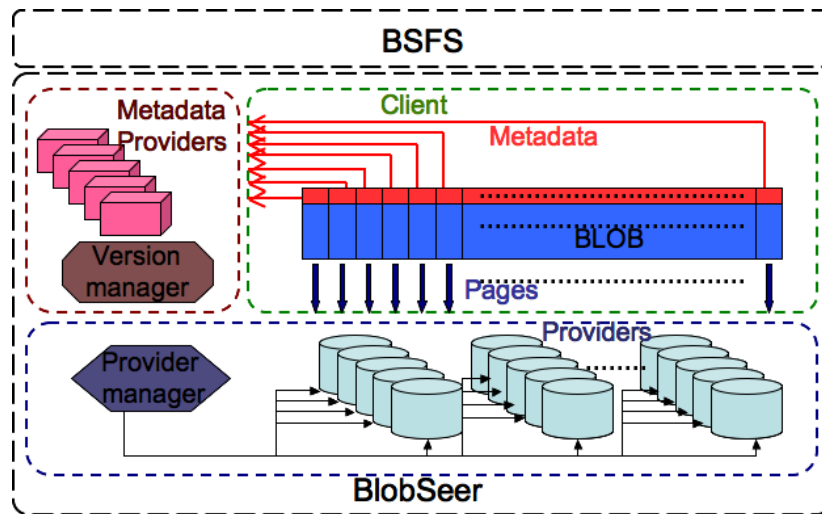 BSFS
Metadata
Providers
Client
Metadata
BLOB
Version
manager
Pages
Providers
Provider
manager
BlobSeer